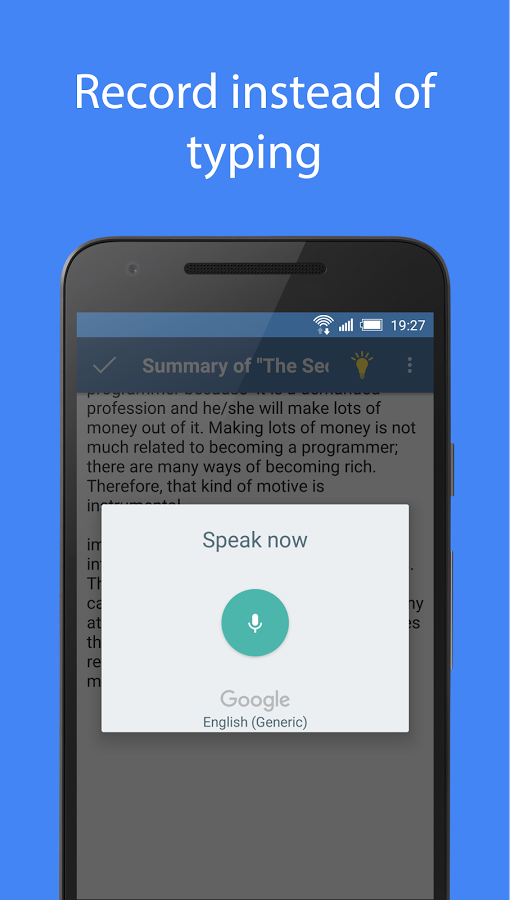 Record instead of
typing
19:27
Summary of "The Sec
programmer because it is a demanded
profession and he/she will make lots of
money out of it. Making lots of money is not
much related to becoming a programmer;
there are many ways of becoming rich.
Therefore, that kind of motive is
instrumental
Speak now
im
int
.
Th
ca
ny
at
es
th
re
m
Google
English (Generic)